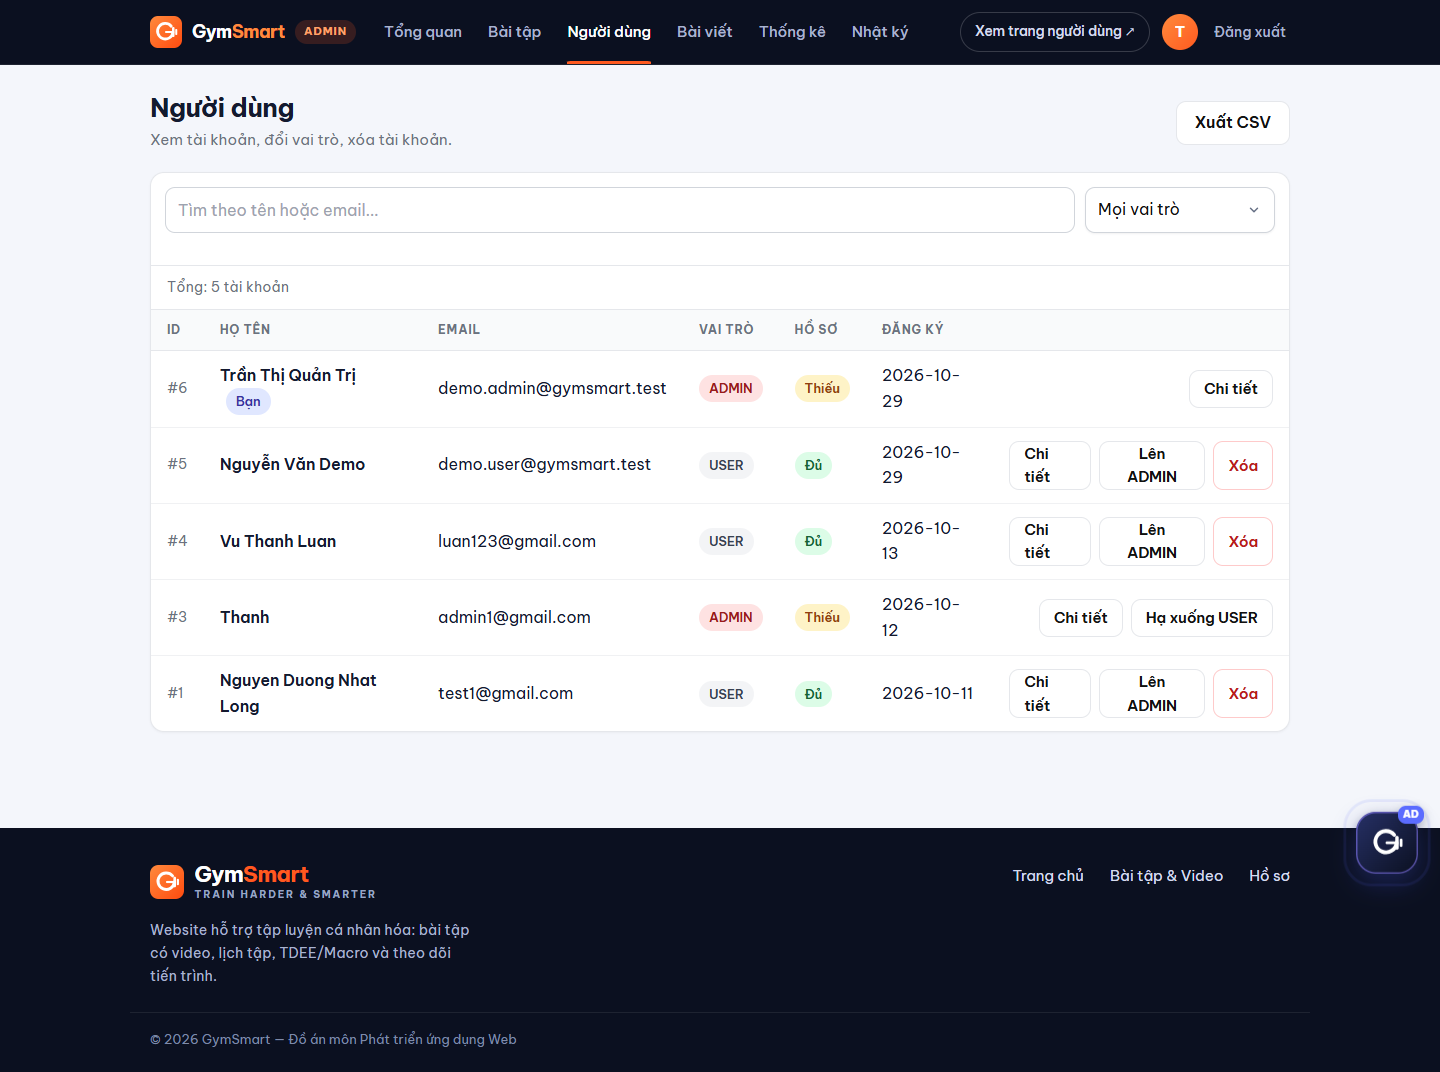 GymSmart ADMIN Tổng quan Bài tập Người dùng Bài viết Thống kê Nhật ký Xem trang người dùng ↗ T Đăng xuất
Người dùng
Xem tài khoản, đổi vai trò, xóa tài khoản.
Xuất CSV
Tìm theo tên hoặc email... Mọi vai trò
Tổng: 5 tài khoản
ID HỌ TÊN EMAIL VAI TRÒ HỒ SƠ ĐĂNG KÝ
#6 Trần Thị Quản Trị Bạn demo.admin@gymsmart.test ADMIN Thiếu 2026-10-29 Chi tiết
#5 Nguyễn Văn Demo demo.user@gymsmart.test USER Đủ 2026-10-29 Chi tiết Lên ADMIN Xóa
#4 Vu Thanh Luan luan123@gmail.com USER Đủ 2026-10-13 Chi tiết Lên ADMIN Xóa
#3 Thanh admin1@gmail.com ADMIN Thiếu 2026-10-12 Chi tiết Hạ xuống USER
#1 Nguyen Duong Nhat Long test1@gmail.com USER Đủ 2026-10-11 Chi tiết Lên ADMIN Xóa
AD
GymSmart
TRAIN HARDER & SMARTER
Trang chủ Bài tập & Video Hồ sơ
Website hỗ trợ tập luyện cá nhân hóa: bài tập
có video, lịch tập, TDEE/Macro và theo dõi
tiến trình.
© 2026 GymSmart — Đồ án môn Phát triển ứng dụng Web